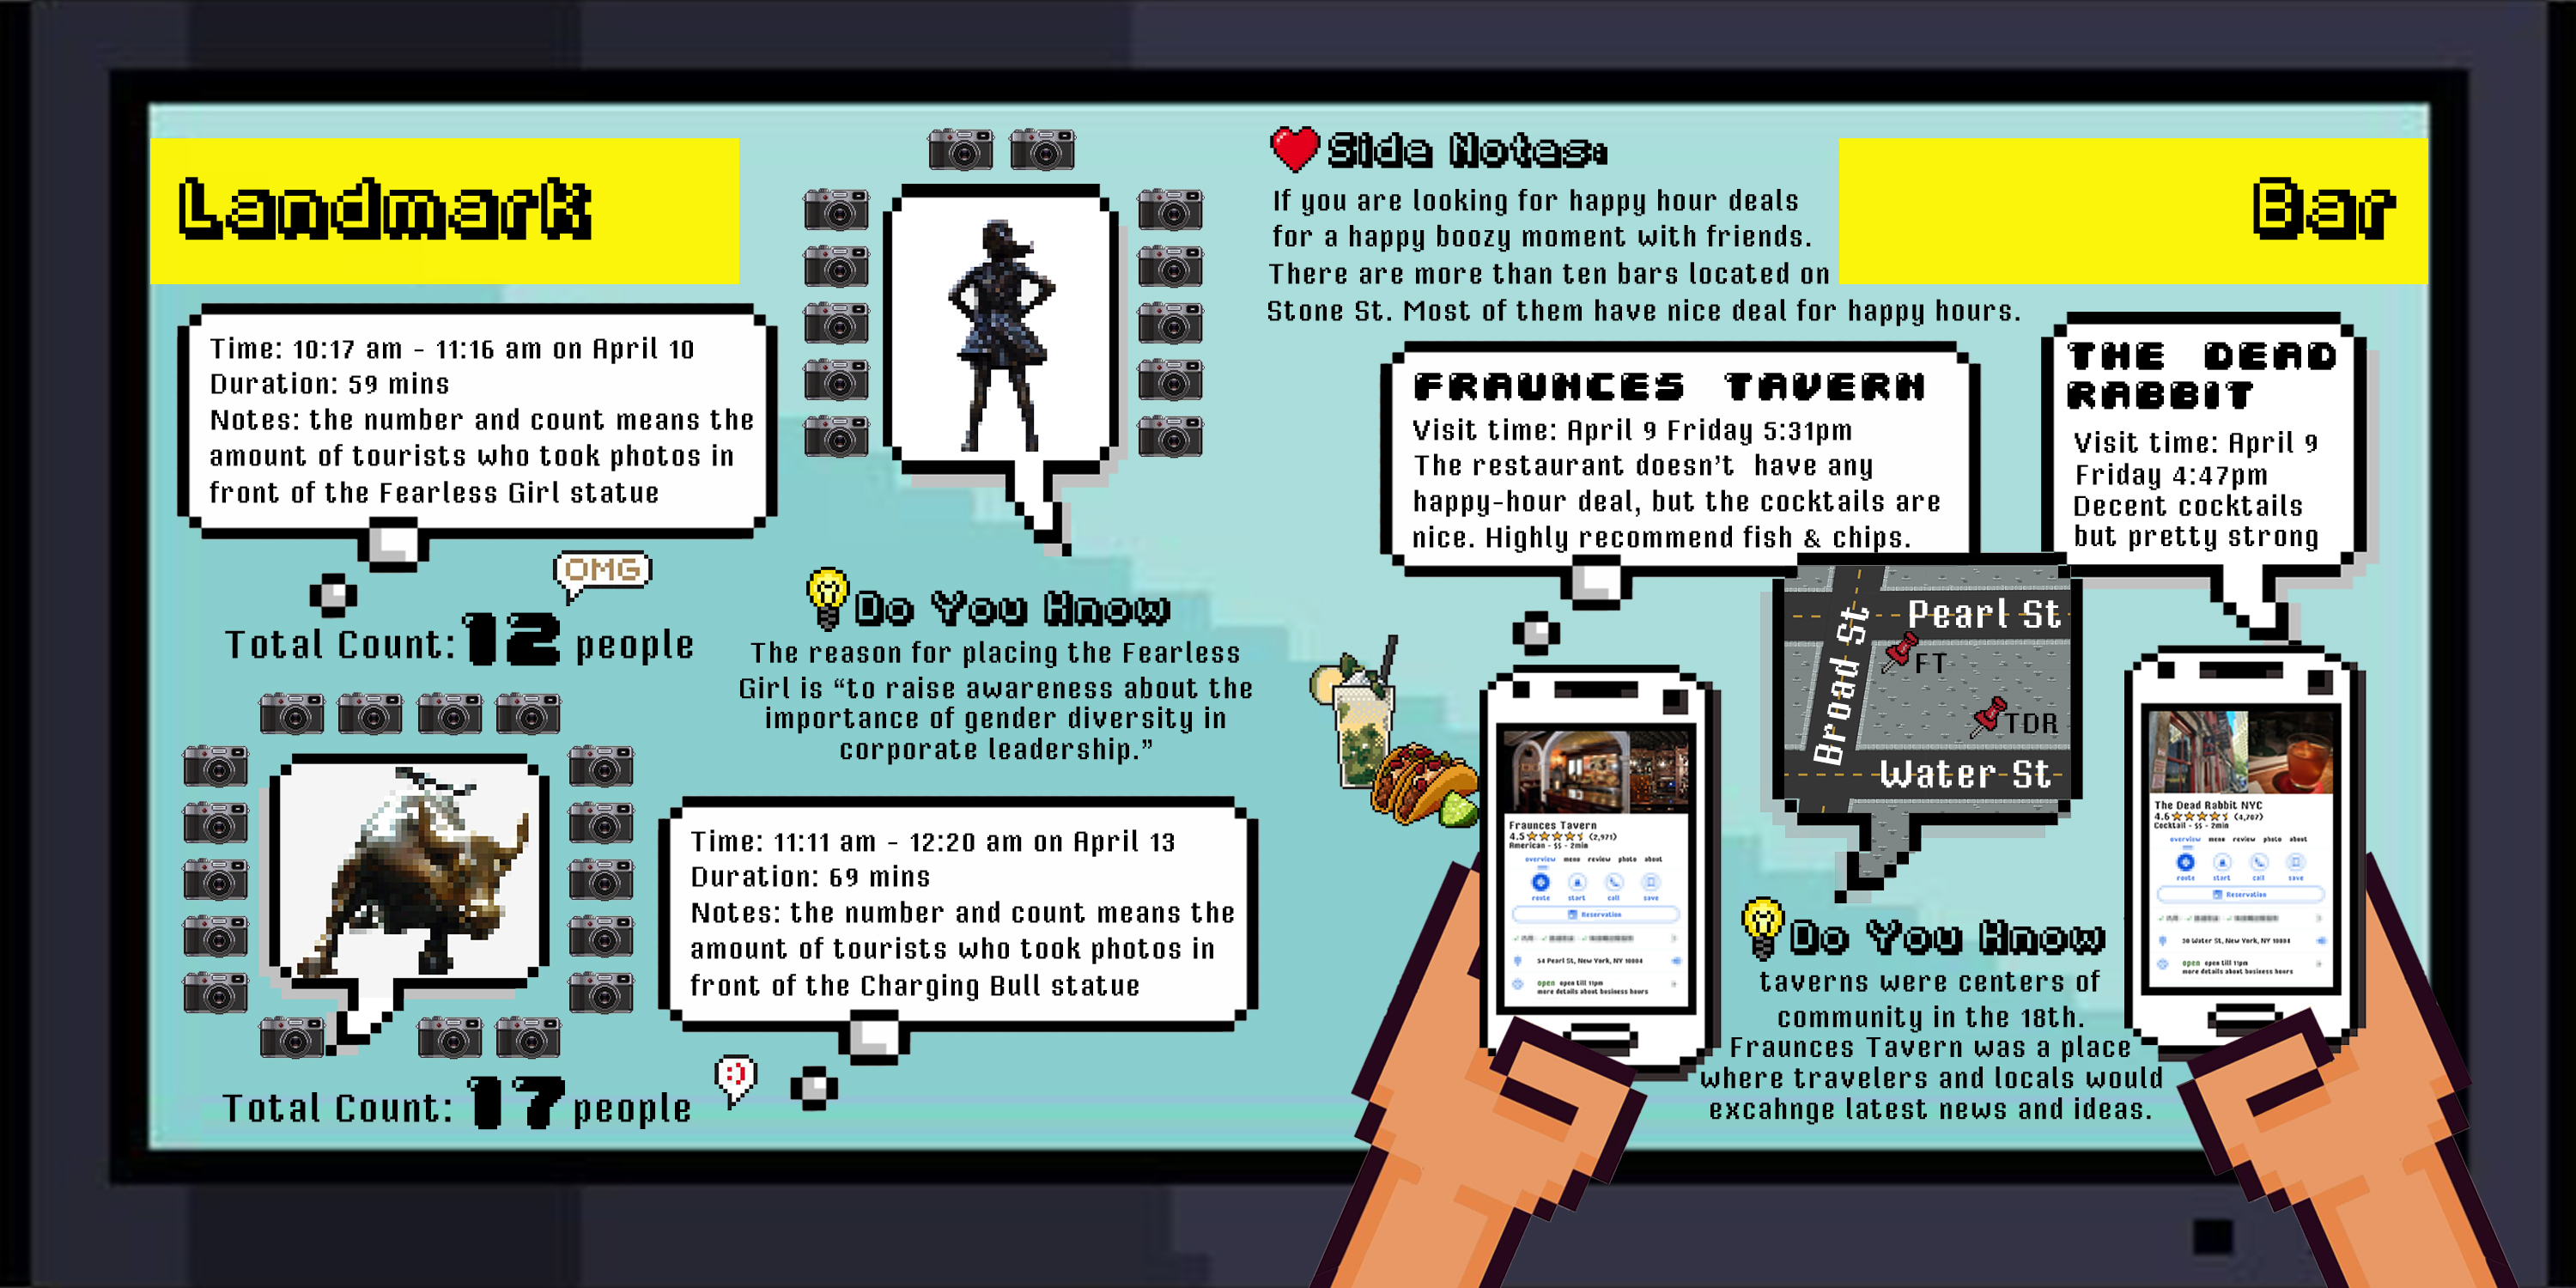 Landmark
Time: 10:17 am - 11:16 am on April 10
Duration: 59 mins
Notes: the number and count means the
amount of tourists who took photos in
front of the Fearless Girl statue
OMG
Total Count: 12 people
Do You Know
The reason for placing the Fearless
Girl is “to raise awareness about the
importance of gender diversity in
corporate leadership.”
Time: 11:11 am - 12:20 am on April 13
Duration: 69 mins
Notes: the number and count means the
amount of tourists who took photos in
front of the Charging Bull statue
:)
Total Count: 17 people
Side Notes:
If you are looking for happy hour deals
for a happy boozy moment with friends.
There are more than ten bars located on
Stone St. Most of them have nice deal for happy hours.
Bar
FRAUNCES TAVERN
Visit time: April 9 Friday 5:31pm
The restaurant doesn’t have any
happy-hour deal, but the cocktails are
nice. Highly recommend fish & chips.
THE DEAD
RABBIT
Visit time: April 9
Friday 4:47pm
Decent cocktails
but pretty strong
Pearl St
Broad St
FT
TDR
Water St
Fraunces Tavern
4.5 (2,971)
American - $$ - 2min
overview menu review photo about
route start call save
Reservation
54 Pearl St, New York, NY 10004
open open till 11pm
more details about business hours
The Dead Rabbit NYC
4.6 (4,707)
Cocktail - $$ - 2min
overview menu review photo about
route start call save
Reservation
30 Water St, New York, NY 10004
open open till 11pm
more details about business hours
Do You Know
taverns were centers of
community in the 18th.
Fraunces Tavern was a place
where travelers and locals would
excahnge latest news and ideas.